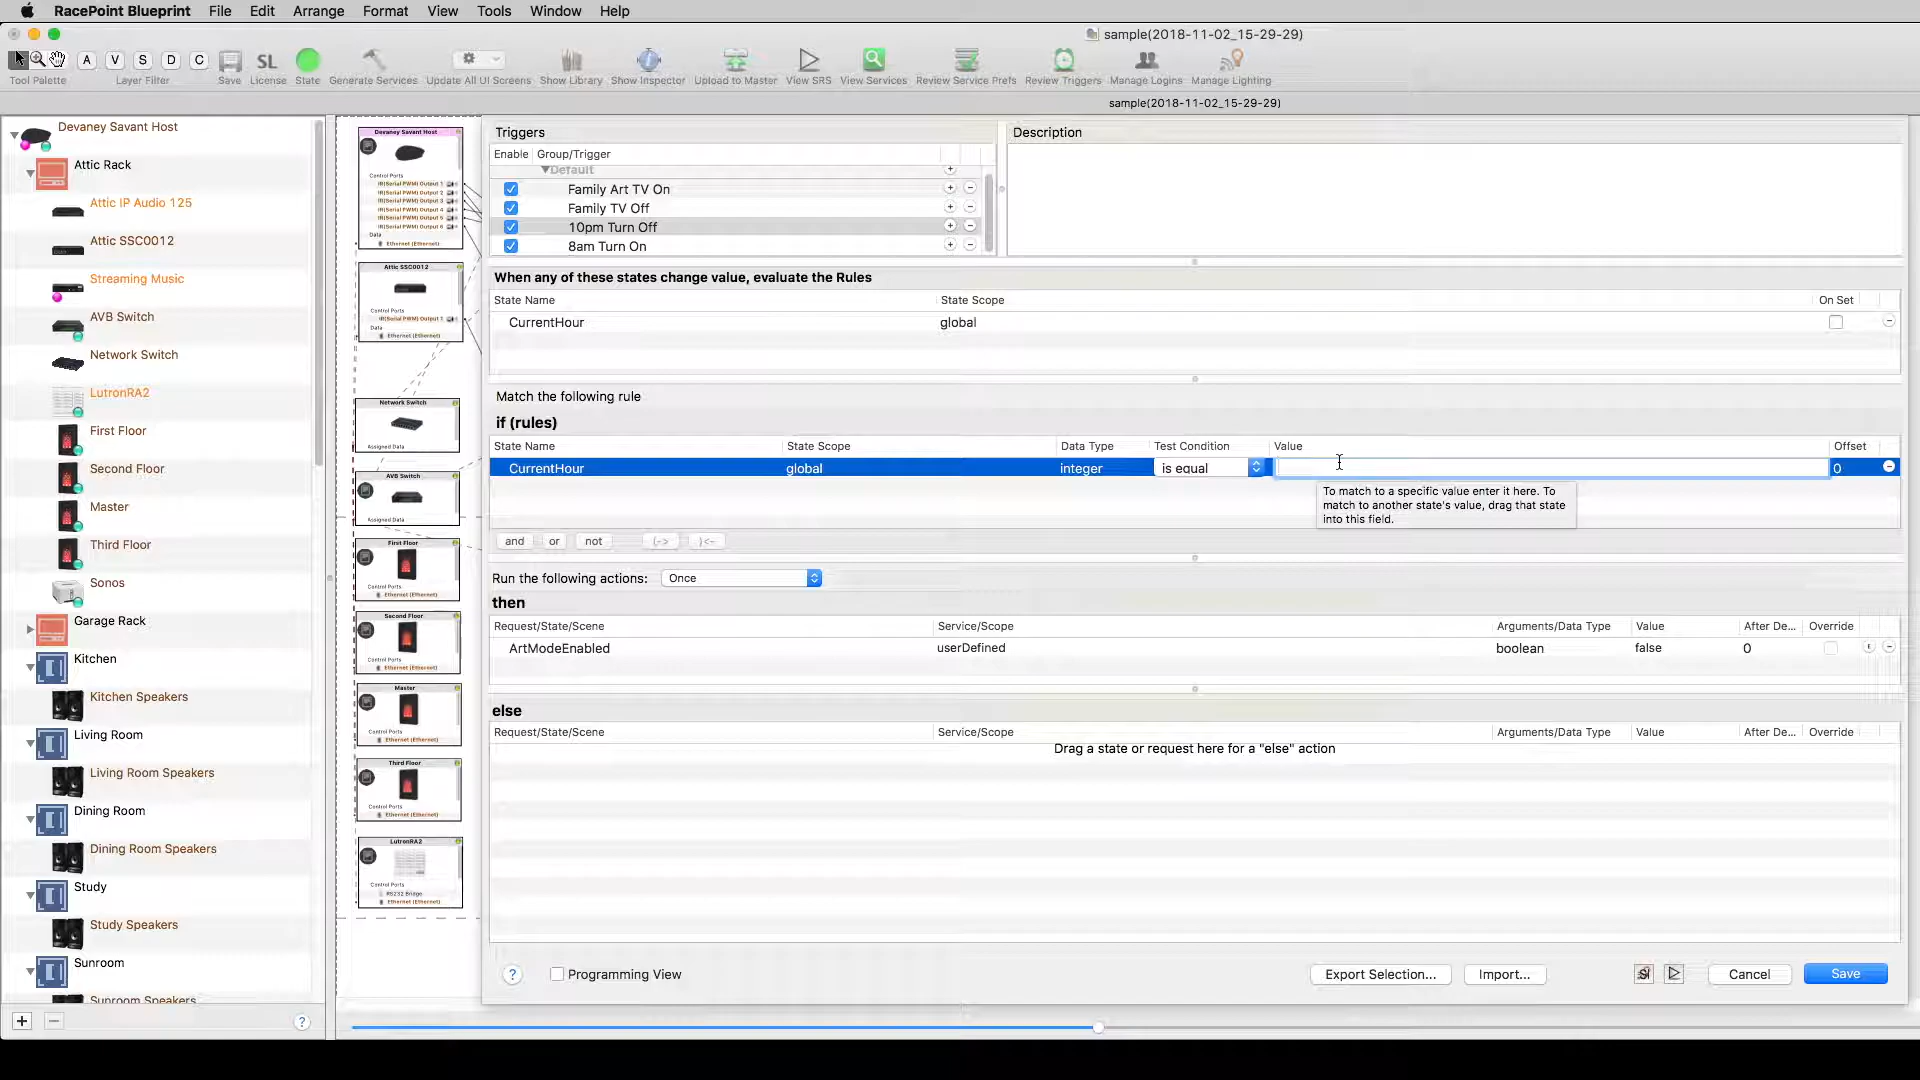 RacePoint Blueprint File Edit Arrange Format View Tools Window Help
sample(2018-11-02_15-29-29)
A V S D C SL
Tool Palette Layer Filter Save License State Generate Services Update All UI Screens Show Library Show Inspector Upload to Master View SRS View Services Review Service Prefs Review Triggers Manage Logins Manage Lighting
sample(2018-11-02_15-29-29)
Devaney Savant Host
Attic Rack
Attic IP Audio 125
Attic SSC0012
Streaming Music
AVB Switch
Network Switch
LutronRA2
First Floor
Second Floor
Master
Third Floor
Sonos
Garage Rack
Kitchen
Kitchen Speakers
Living Room
Living Room Speakers
Dining Room
Dining Room Speakers
Study
Study Speakers
Sunroom
Sunroom Speakers
Devaney Savant Host
Control Ports
IR(Serial PWM) Output 1
IR(Serial PWM) Output 2
IR(Serial PWM) Output 3
IR(Serial PWM) Output 4
IR(Serial PWM) Output 5
IR(Serial PWM) Output 6
Data
Ethernet (Ethernet)
Attic SSC0012
Control Ports
IR(Serial PWM) Output 1
Data
Ethernet (Ethernet)
Network Switch
Assigned Data
AVB Switch
Assigned Data
First Floor
Control Ports
Ethernet (Ethernet)
Second Floor
Control Ports
Ethernet (Ethernet)
Master
Control Ports
Ethernet (Ethernet)
Third Floor
Control Ports
Ethernet (Ethernet)
LutronRA2
Control Ports
RS232 Bridge
Ethernet (Ethernet)
Triggers
Enable Group/Trigger
Default
Family Art TV On
Family TV Off
10pm Turn Off
8am Turn On
Description
When any of these states change value, evaluate the Rules
State Name State Scope On Set
CurrentHour global
Match the following rule
if (rules)
State Name State Scope Data Type Test Condition Value Offset
CurrentHour global integer is equal 0
To match to a specific value enter it here. To
match to another state's value, drag that state
into this field.
and or not (-> )<-
Run the following actions: Once
then
Request/State/Scene Service/Scope Arguments/Data Type Value After De... Override
ArtModeEnabled userDefined boolean false 0
else
Request/State/Scene Service/Scope Arguments/Data Type Value After De... Override
Drag a state or request here for a "else" action
? Programming View Export Selection... Import... Cancel Save
+ − ?